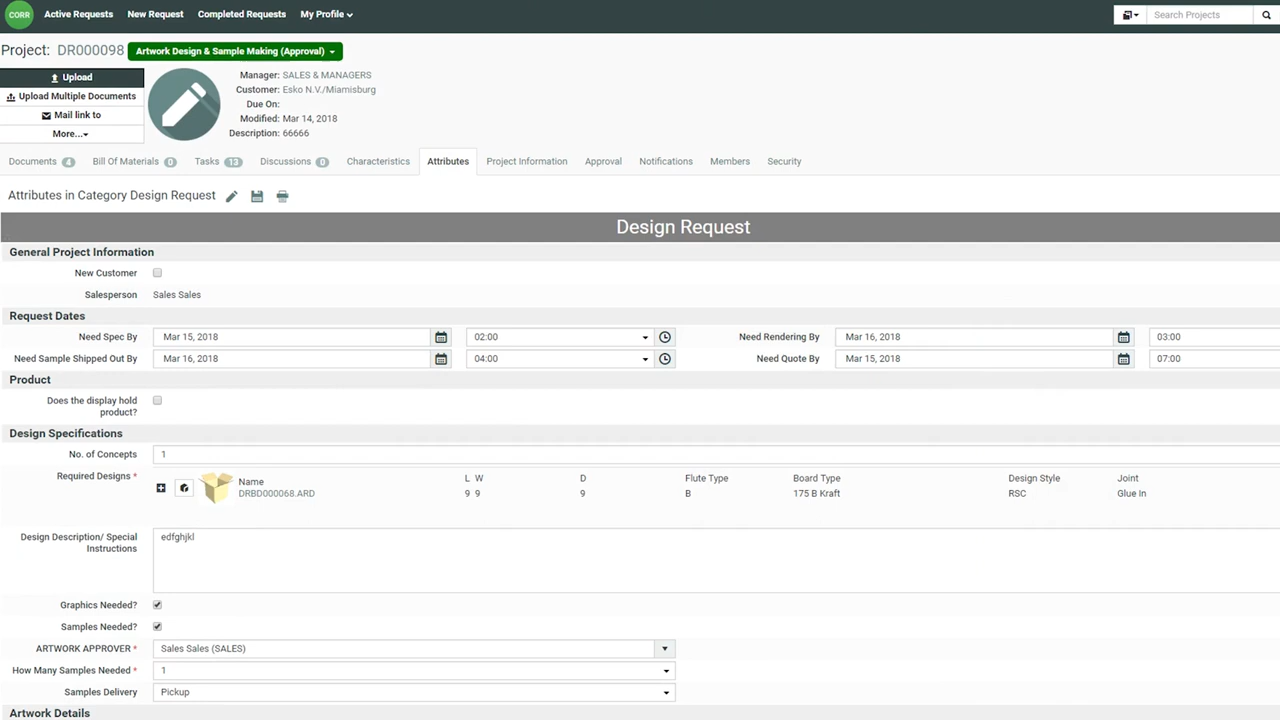 CORR Active Requests New Request Completed Requests My Profile Search Projects
Project: DR000098 Artwork Design & Sample Making (Approval)
Upload
Upload Multiple Documents
Mail link to
More...
Manager: SALES & MANAGERS
Customer: Esko N.V./Miamisburg
Due On:
Modified: Mar 14, 2018
Description: 66666
Documents 4 Bill Of Materials 0 Tasks 13 Discussions 0 Characteristics Attributes Project Information Approval Notifications Members Security
Attributes in Category Design Request
Design Request
General Project Information
New Customer
Salesperson Sales Sales
Request Dates
Need Spec By Mar 15, 2018 02:00 Need Rendering By Mar 16, 2018 03:00
Need Sample Shipped Out By Mar 16, 2018 04:00 Need Quote By Mar 15, 2018 07:00
Product
Does the display hold
product?
Design Specifications
No. of Concepts 1
Required Designs * Name L W D Flute Type Board Type Design Style Joint
DRBD000068.ARD 9 9 9 B 175 B Kraft RSC Glue In
Design Description/ Special
Instructions
edfghjkl
Graphics Needed?
Samples Needed?
ARTWORK APPROVER * Sales Sales (SALES)
How Many Samples Needed * 1
Samples Delivery Pickup
Artwork Details